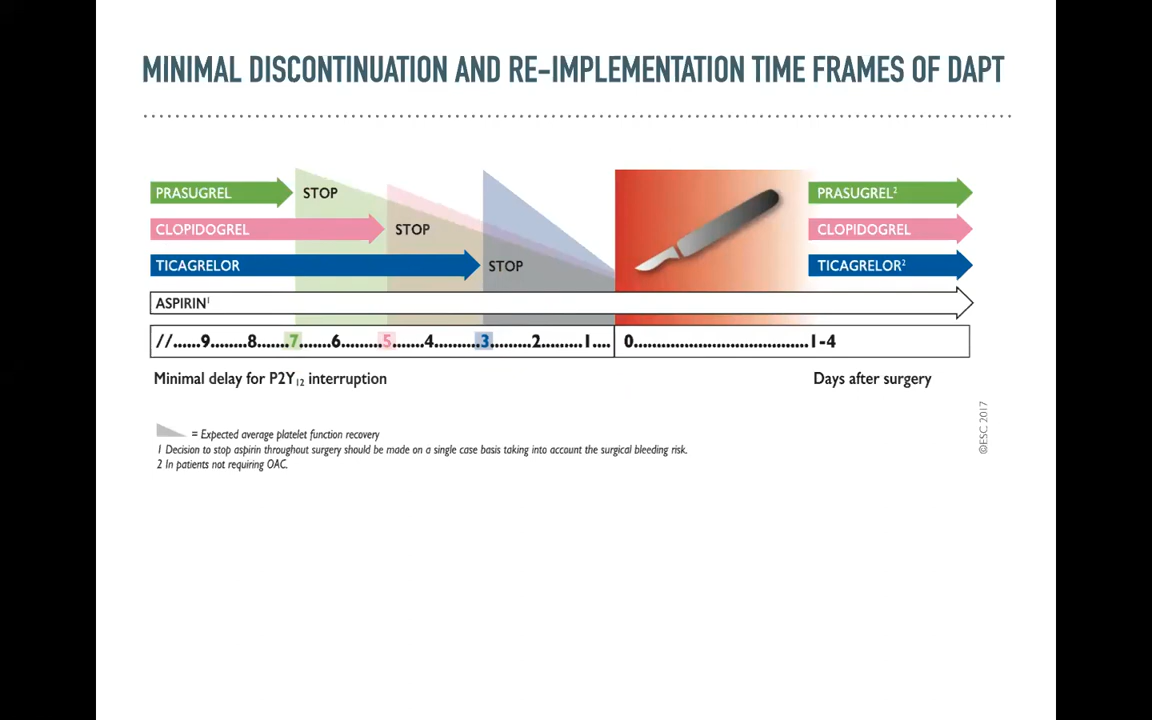 MINIMAL DISCONTINUATION AND RE-IMPLEMENTATION TIME FRAMES OF DAPT
PRASUGREL STOP PRASUGREL²
CLOPIDOGREL STOP CLOPIDOGREL
TICAGRELOR STOP TICAGRELOR²
ASPIRIN¹
//......9........8.......7.......6........5.......4..........3.........2.........1.... 0.......................................1-4
Minimal delay for P2Y₁₂ interruption Days after surgery
©ESC 2017
= Expected average platelet function recovery
1 Decision to stop aspirin throughout surgery should be made on a single case basis taking into account the surgical bleeding risk.
2 In patients not requiring OAC.